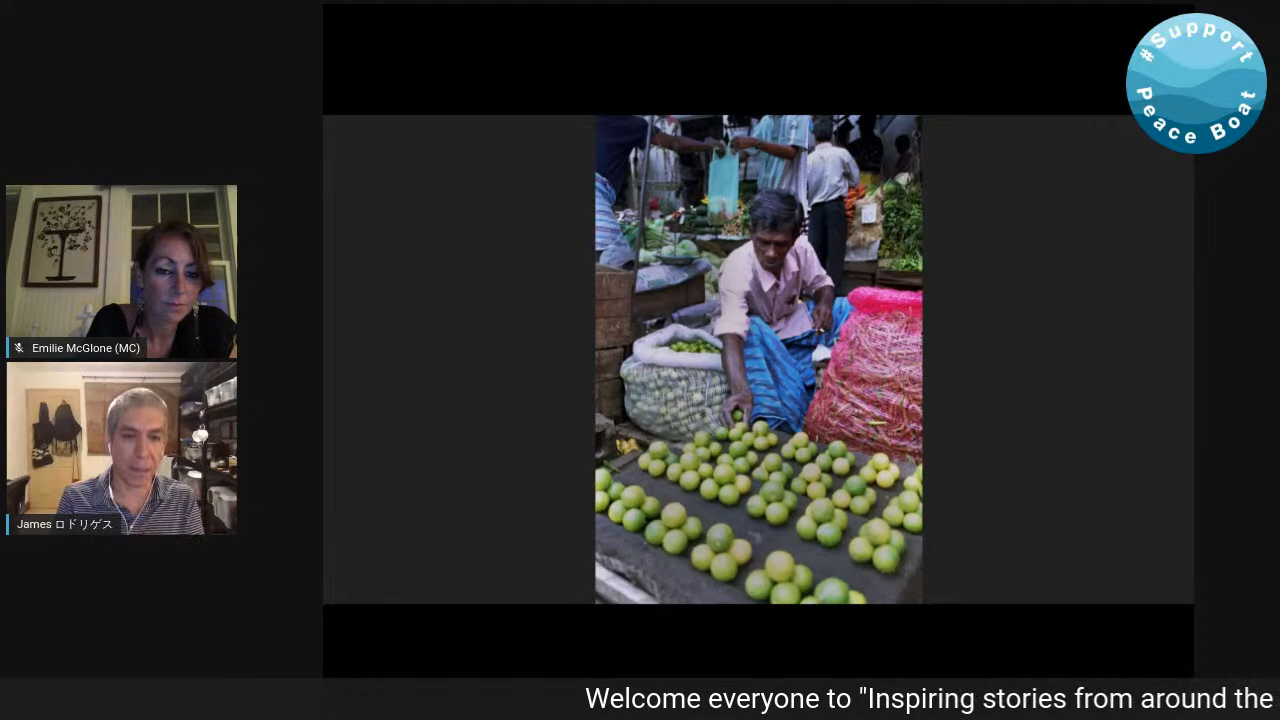 #Support
Peace Boat
Emilie McGlone (MC)
James ロドリゲス
Welcome everyone to "Inspiring stories from around the